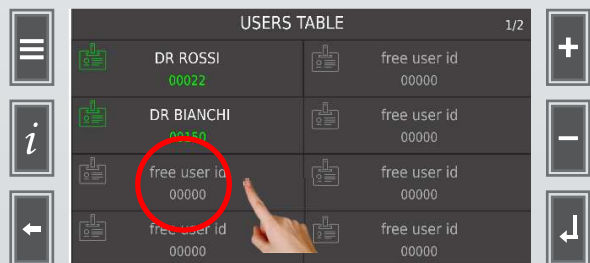 USERS TABLE 1/2
DR ROSSI free user id
00022 00000
DR BIANCHI free user id
00150 00000
free user id free user id
00000 00000
free user id free user id
00000 00000
i